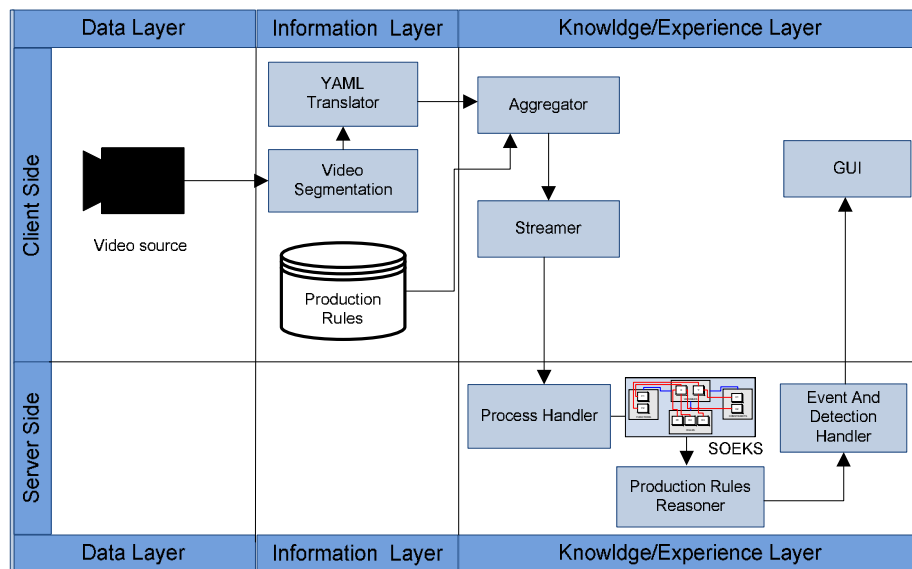 Data Layer
Information Layer
Knowldge/Experience Layer
Client Side
YAML
Translator
Aggregator
Video
Segmentation
GUI
Video source
Streamer
Production
Rules
Server Side
Process Handler
SOEKS
Event And
Detection
Handler
Production Rules
Reasoner
Data Layer
Information Layer
Knowldge/Experience Layer